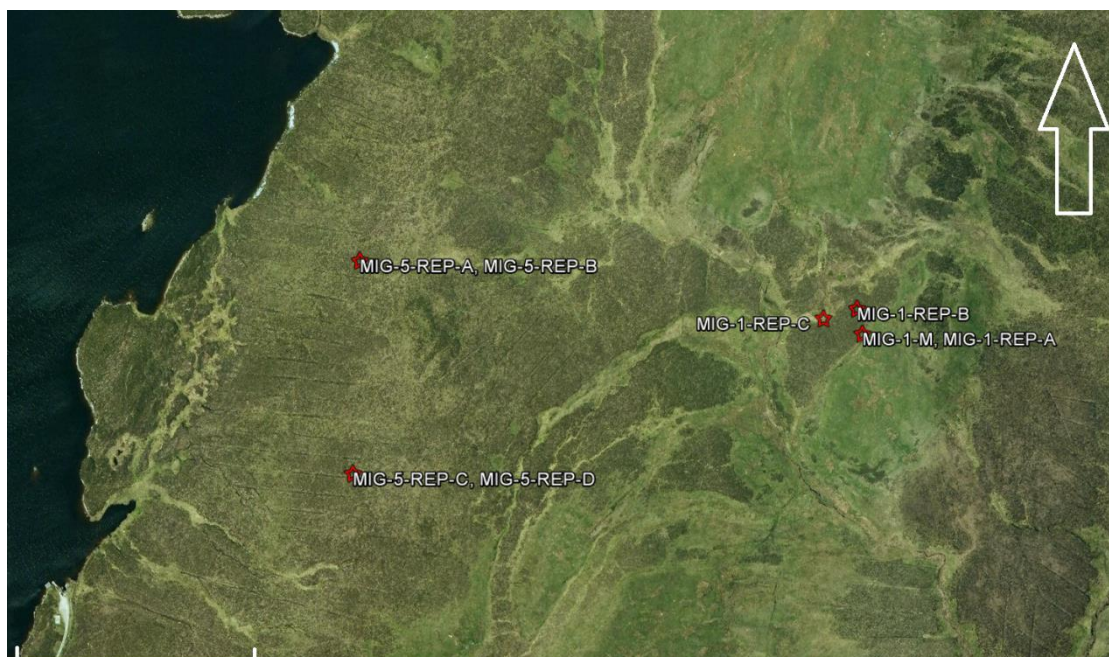 MIG-5-REP-A, MIG-5-REP-B
MIG-1-REP-B
MIG-1-REP-C
MIG-1-M, MIG-1-REP-A
MIG-5-REP-C, MIG-5-REP-D